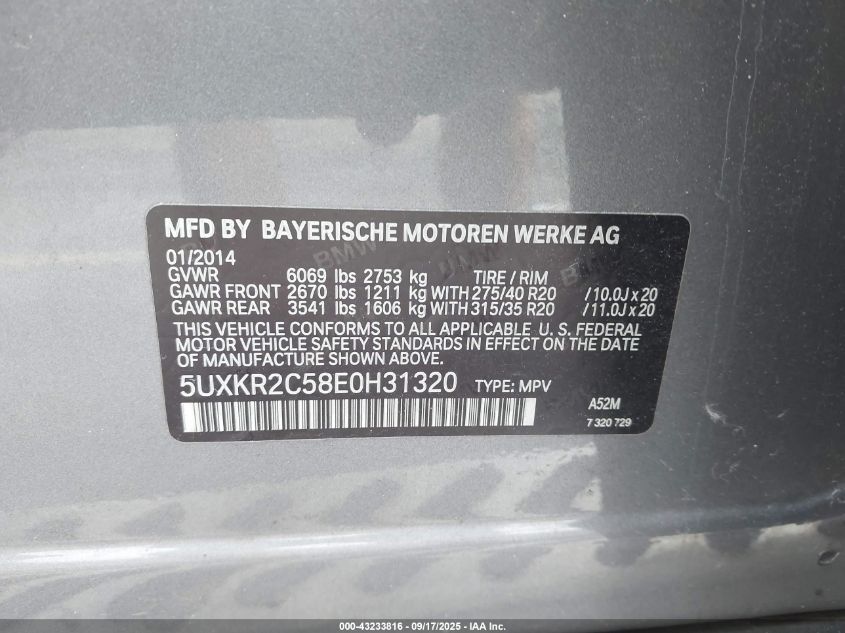 MFD BY BAYERISCHE MOTOREN WERKE AG
01/2014
GVWR 6069 lbs 2753 kg TIRE / RIM
GAWR FRONT 2670 lbs 1211 kg WITH 275/40 R20 /10.0J x 20
GAWR REAR 3541 lbs 1606 kg WITH 315/35 R20 /11.0J x 20
THIS VEHICLE CONFORMS TO ALL APPLICABLE U. S. FEDERAL
MOTOR VEHICLE SAFETY STANDARDS IN EFFECT ON THE DATE
OF MANUFACTURE SHOWN ABOVE.
5UXKR2C58E0H31320 TYPE: MPV
A52M
7 320 729
000-43233816 - 09/17/2025 - IAA Inc.